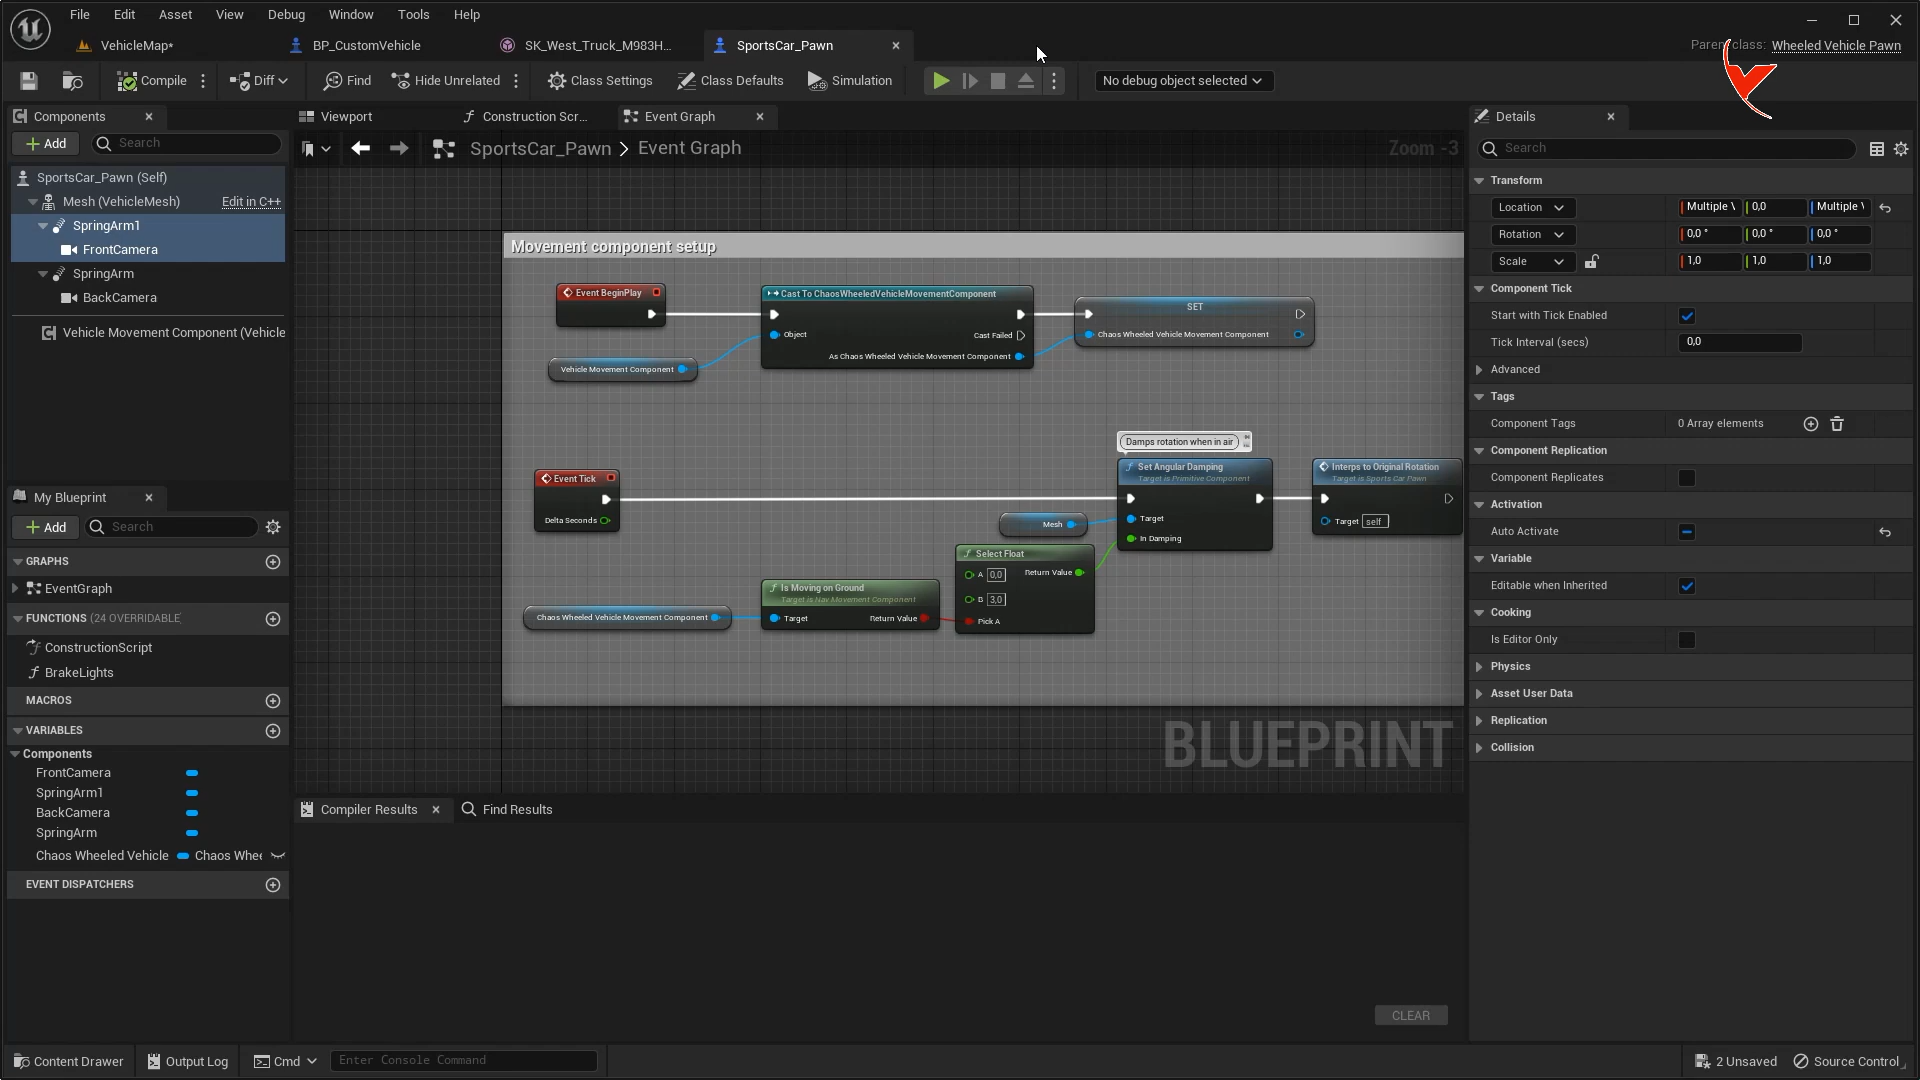 File Edit Asset View Debug Window Tools Help
VehicleMap* BP_CustomVehicle SK_West_Truck_M983H... SportsCar_Pawn
Parent class: Wheeled Vehicle Pawn
Compile Diff Find Hide Unrelated Class Settings Class Defaults Simulation No debug object selected
Components
Add Search
SportsCar_Pawn (Self)
Mesh (VehicleMesh) Edit in C++
SpringArm1
FrontCamera
SpringArm
BackCamera
Vehicle Movement Component (Vehicle
My Blueprint
Add Search
GRAPHS
EventGraph
FUNCTIONS (24 OVERRIDABLE)
ConstructionScript
BrakeLights
MACROS
VARIABLES
Components
FrontCamera
SpringArm1
BackCamera
SpringArm
Chaos Wheeled Vehicle Chaos Whee
EVENT DISPATCHERS
Viewport Construction Scr... Event Graph
SportsCar_Pawn > Event Graph Zoom -3
Movement component setup
Event BeginPlay
Cast To ChaosWheeledVehicleMovementComponent
Object
Cast Failed
As Chaos Wheeled Vehicle Movement Component
SET
Chaos Wheeled Vehicle Movement Component
Vehicle Movement Component
Damps rotation when in air
Event Tick
Delta Seconds
Set Angular Damping
Target is Primitive Component
Target
In Damping
Interps to Original Rotation
Target is Sports Car Pawn
Target self
Mesh
Select Float
A 0,0 Return Value
B 3,0
Pick A
Is Moving on Ground
Target is Nav Movement Component
Target Return Value
Chaos Wheeled Vehicle Movement Component
BLUEPRINT
Compiler Results Find Results
CLEAR
Details
Search
Transform
Location Multiple V 0,0 Multiple V
Rotation 0,0 ° 0,0 ° 0,0 °
Scale 1,0 1,0 1,0
Component Tick
Start with Tick Enabled
Tick Interval (secs) 0,0
Advanced
Tags
Component Tags 0 Array elements
Component Replication
Component Replicates
Activation
Auto Activate
Variable
Editable when Inherited
Cooking
Is Editor Only
Physics
Asset User Data
Replication
Collision
Content Drawer Output Log Cmd Enter Console Command 2 Unsaved Source Control